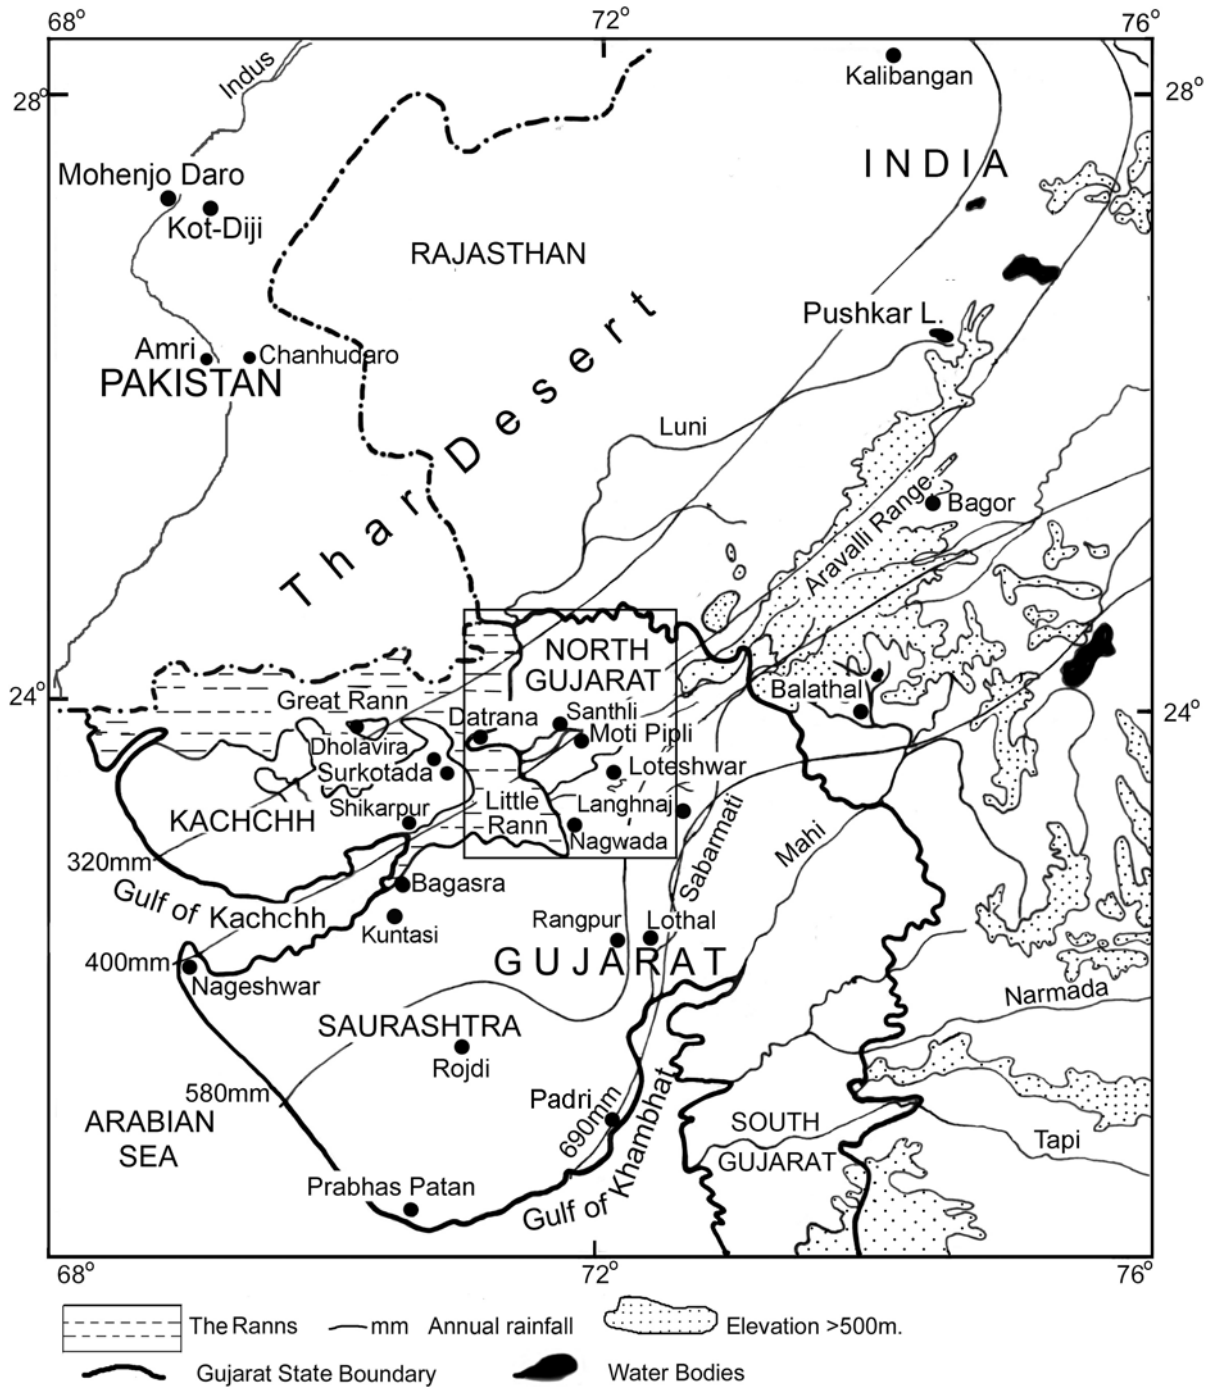 68°
72°
76°
28°
28°
Indus
Kalibangan
INDIA
Mohenjo Daro
Kot-Diji
RAJASTHAN
Pushkar L.
Amri
Chanhudaro
PAKISTAN
Thar Desert
Luni
Bagor
Aravalli Range
NORTH
GUJARAT
24°
24°
Great Rann
Balathal
Datrana
Santhli
Moti Pipli
Dholavira
Surkotada
Loteshwar
Shikarpur
Little
Rann
Langhnaj
KACHCHH
Nagwada
320mm
Sabarmati
Mahi
Gulf of Kachchh
Bagasra
Kuntasi
Rangpur
Lothal
400mm
GUJARAT
Nageshwar
Narmada
SAURASHTRA
Rojdi
580mm
Padri
690mm
ARABIAN
SEA
SOUTH
GUJARAT
Tapi
Prabhas Patan
Gulf of Khambhat
68°
72°
76°
The Ranns
mm Annual rainfall
Elevation >500m.
Gujarat State Boundary
Water Bodies